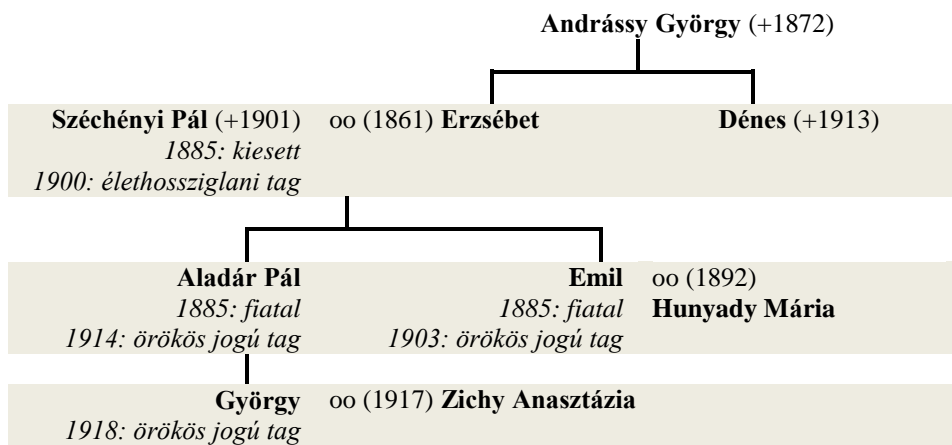 Andrássy György (+1872)
Széchényi Pál (+1901) oo (1861) Erzsébet Dénes (+1913)
1885: kiesett
1900: élethossziglani tag
Aladár Pál Emil oo (1892)
1885: fiatal 1885: fiatal Hunyady Mária
1914: örökös jogú tag 1903: örökös jogú tag
György oo (1917) Zichy Anasztázia
1918: örökös jogú tag